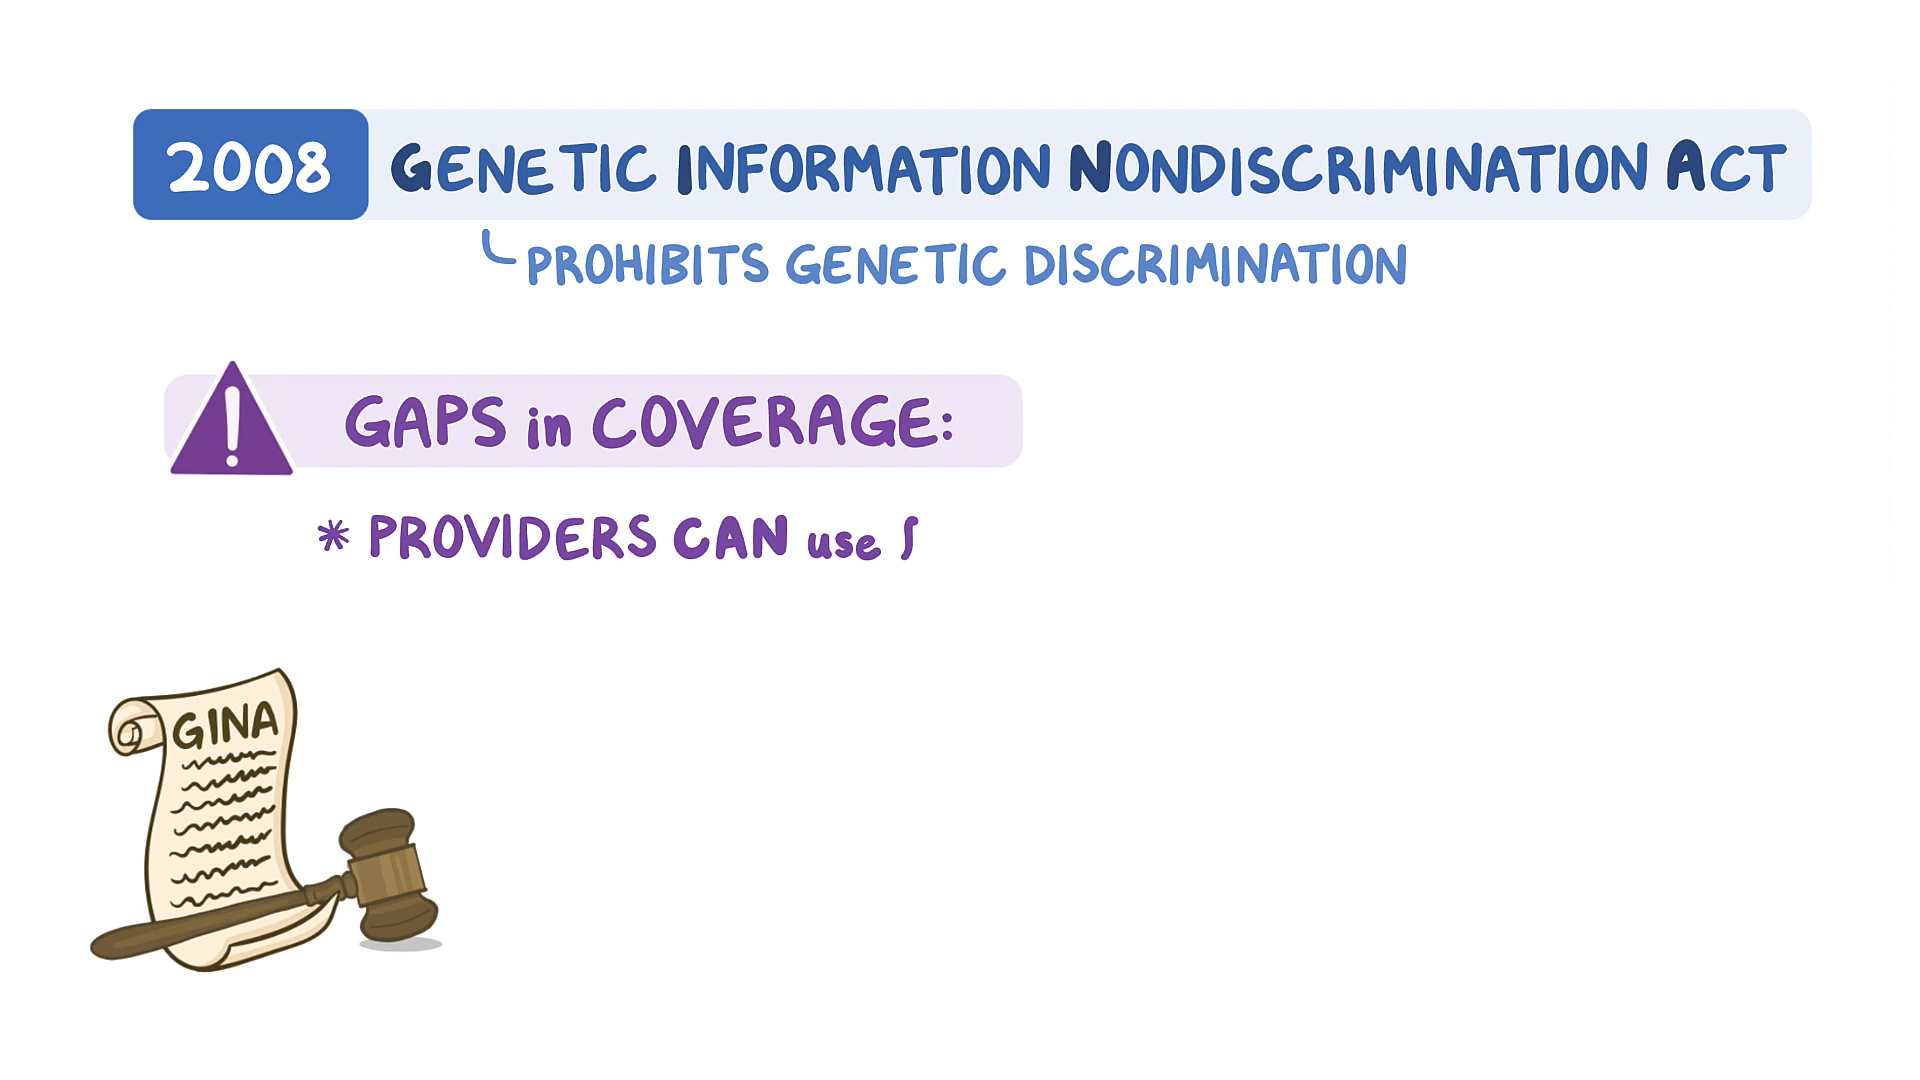 2008 GENETIC INFORMATION NONDISCRIMINATION ACT
PROHIBITS GENETIC DISCRIMINATION
GAPS in COVERAGE:
* PROVIDERS CAN use
GINA